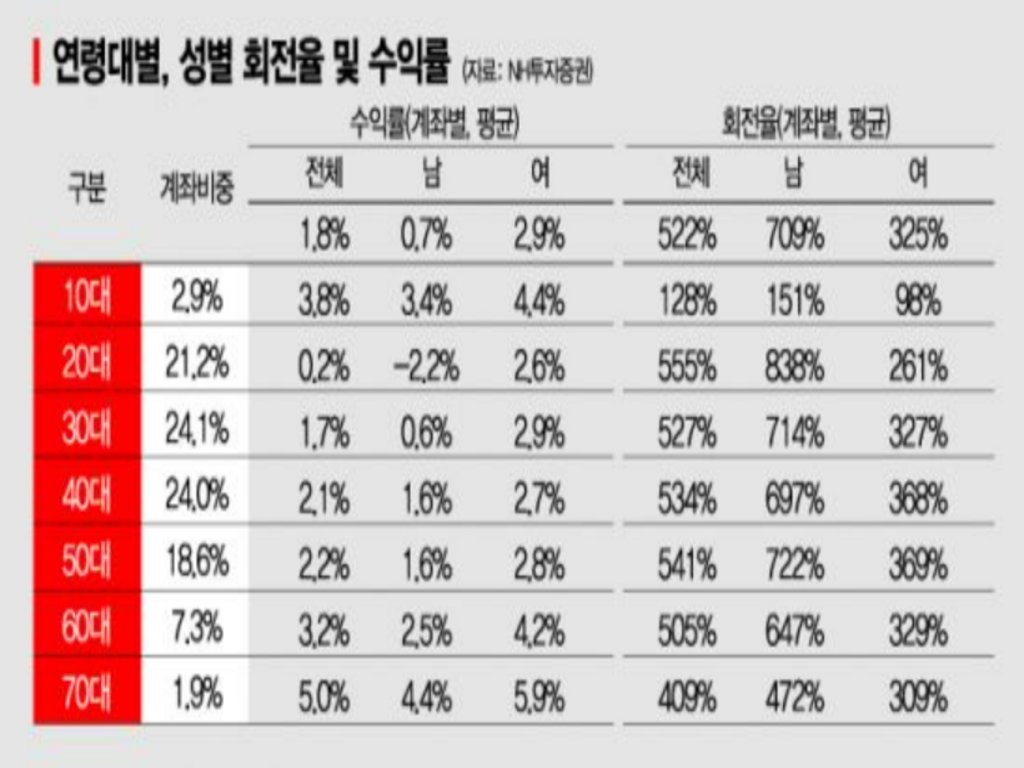 연령대별, 성별 회전율 및 수익률 (자료: NH투자증권)
구분 계좌비중 수익률(계좌별, 평균) 회전율(계좌별, 평균)
전체 남 여 전체 남 여
1.8% 0.7% 2.9% 522% 709% 325%
10대 2.9% 3.8% 3.4% 4.4% 128% 151% 98%
20대 21.2% 0.2% -2.2% 2.6% 555% 838% 261%
30대 24.1% 1.7% 0.6% 2.9% 527% 714% 327%
40대 24.0% 2.1% 1.6% 2.7% 534% 697% 368%
50대 18.6% 2.2% 1.6% 2.8% 541% 722% 369%
60대 7.3% 3.2% 2.5% 4.2% 505% 647% 329%
70대 1.9% 5.0% 4.4% 5.9% 409% 472% 309%